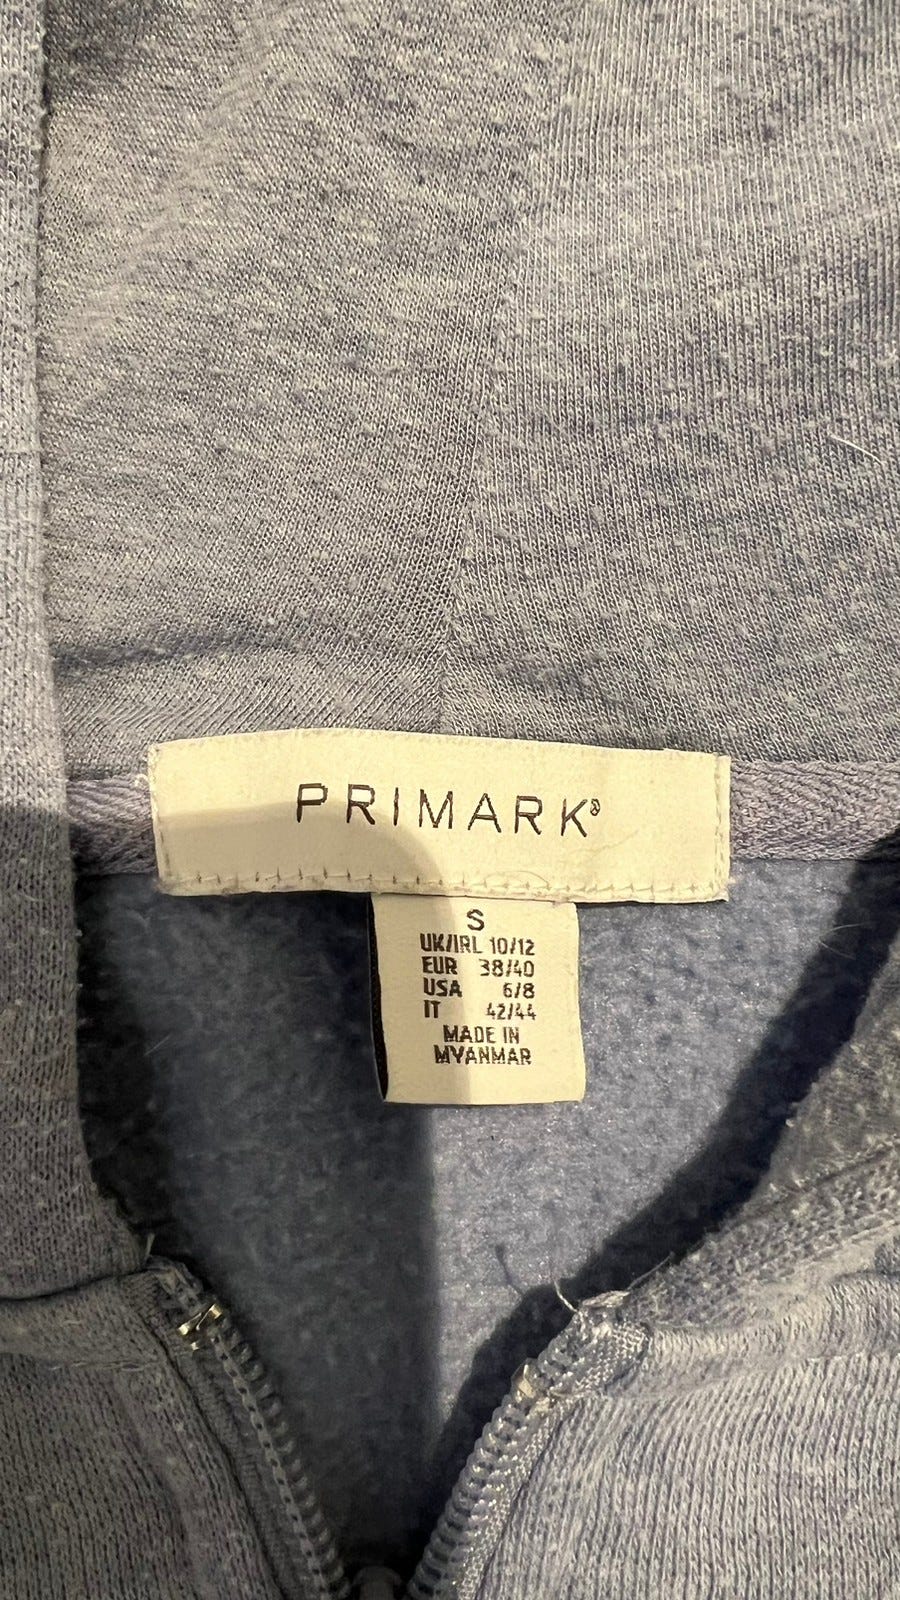 PRIMARK®
S
UK/IRL 10/12
EUR 38/40
USA 6/8
IT 42/44
MADE IN
MYANMAR